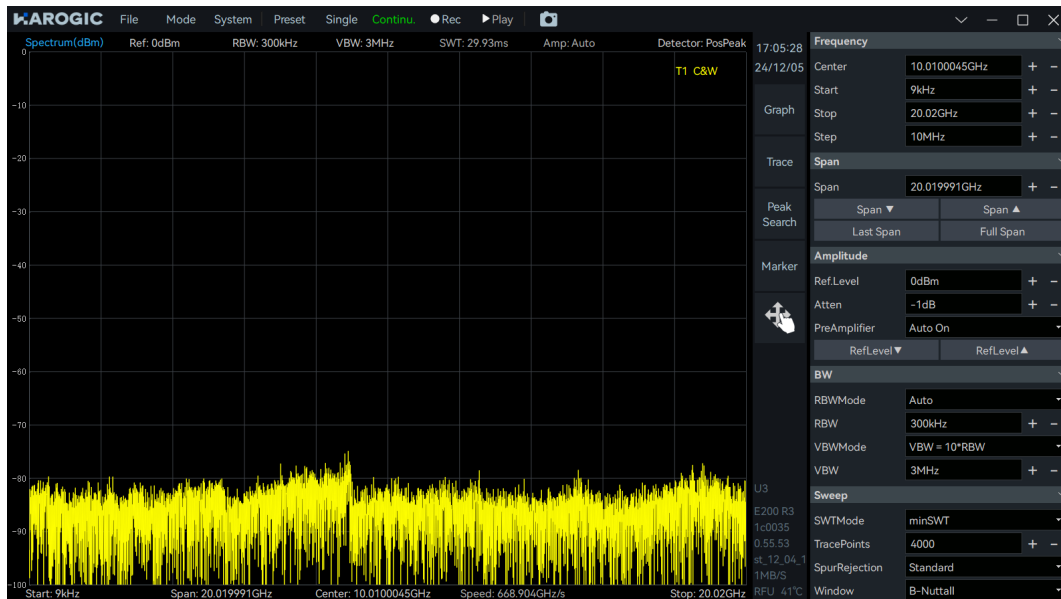 HAROGIC File Mode System Preset Single Continu. Rec Play
Spectrum(dBm) Ref: 0dBm RBW: 300kHz VBW: 3MHz SWT: 29.93ms Amp: Auto Detector: PosPeak
T1 C&W
0
-10
-20
-30
-40
-50
-60
-70
-80
-90
-100
Start: 9kHz Span: 20.019991GHz Center: 10.0100045GHz Speed: 668.904GHz/s Stop: 20.02GHz
17:05:28
24/12/05
Graph
Trace
Peak
Search
Marker
U3
E200 R3
1c0035
0.55.53
st_12_04_1
1MB/S
RFU 41°C
Frequency
Center 10.0100045GHz + -
Start 9kHz + -
Stop 20.02GHz + -
Step 10MHz + -
Span
Span 20.019991GHz + -
Span ▼ Span ▲
Last Span Full Span
Amplitude
Ref.Level 0dBm + -
Atten -1dB + -
PreAmplifier Auto On
RefLevel▼ RefLevel▲
BW
RBWMode Auto
RBW 300kHz + -
VBWMode VBW = 10*RBW
VBW 3MHz + -
Sweep
SWTMode minSWT
TracePoints 4000 + -
SpurRejection Standard
Window B-Nuttall